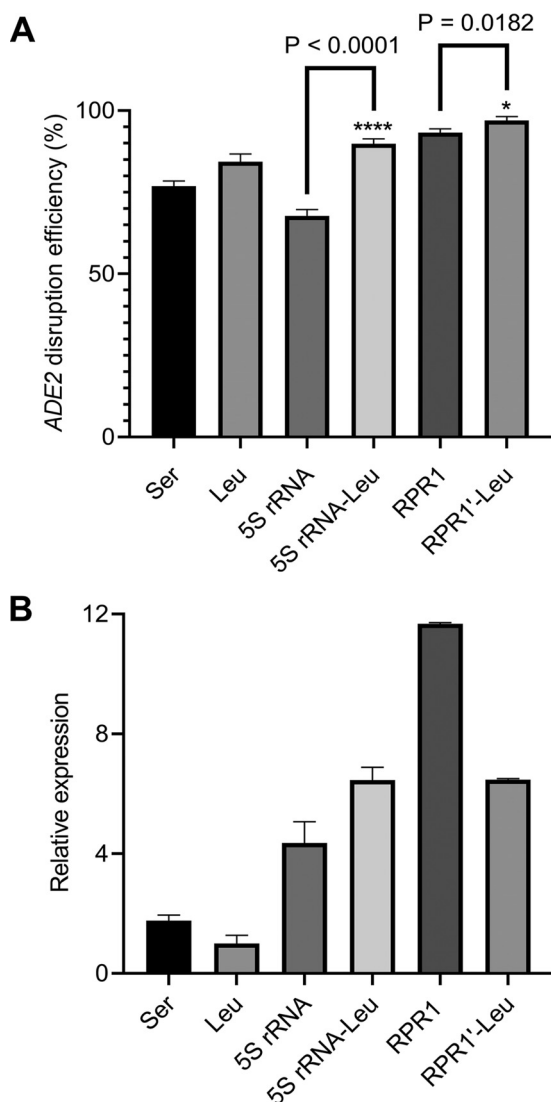 A
P = 0.0182
P < 0.0001
ADE2 disruption efficiency (%)
100
50
0
****
*
Ser
Leu
5S rRNA
5S rRNA-Leu
RPR1
RPR1'-Leu
B
Relative expression
12
8
4
0
Ser
Leu
5S rRNA
5S rRNA-Leu
RPR1
RPR1'-Leu